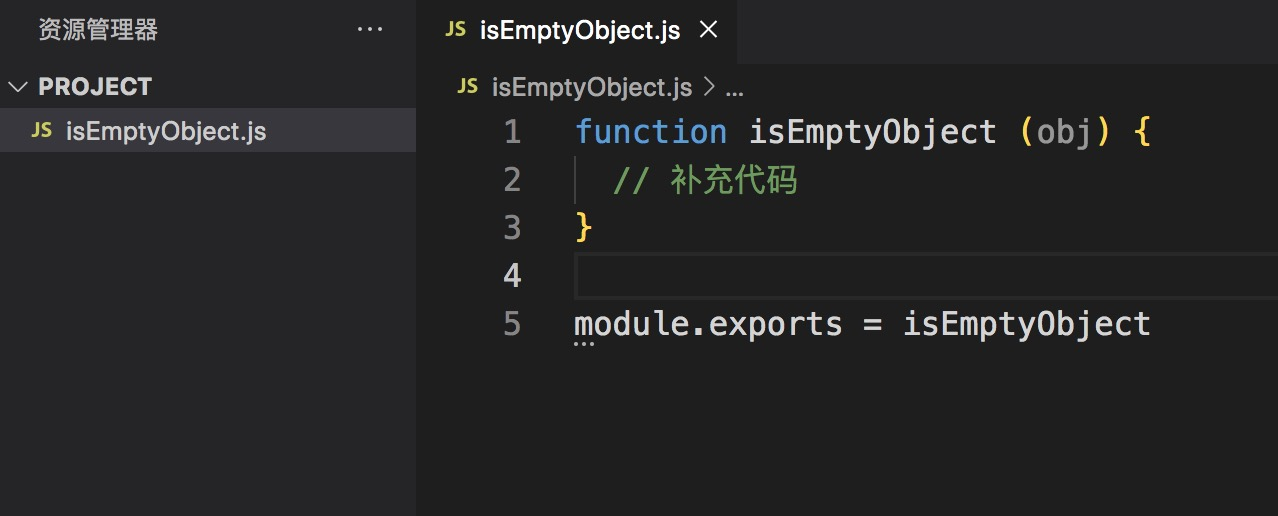 资源管理器 ···
PROJECT
JS isEmptyObject.js
JS isEmptyObject.js ×
JS isEmptyObject.js > ...
1 function isEmptyObject (obj) {
2   // 补充代码
3 }
4
5 module.exports = isEmptyObject